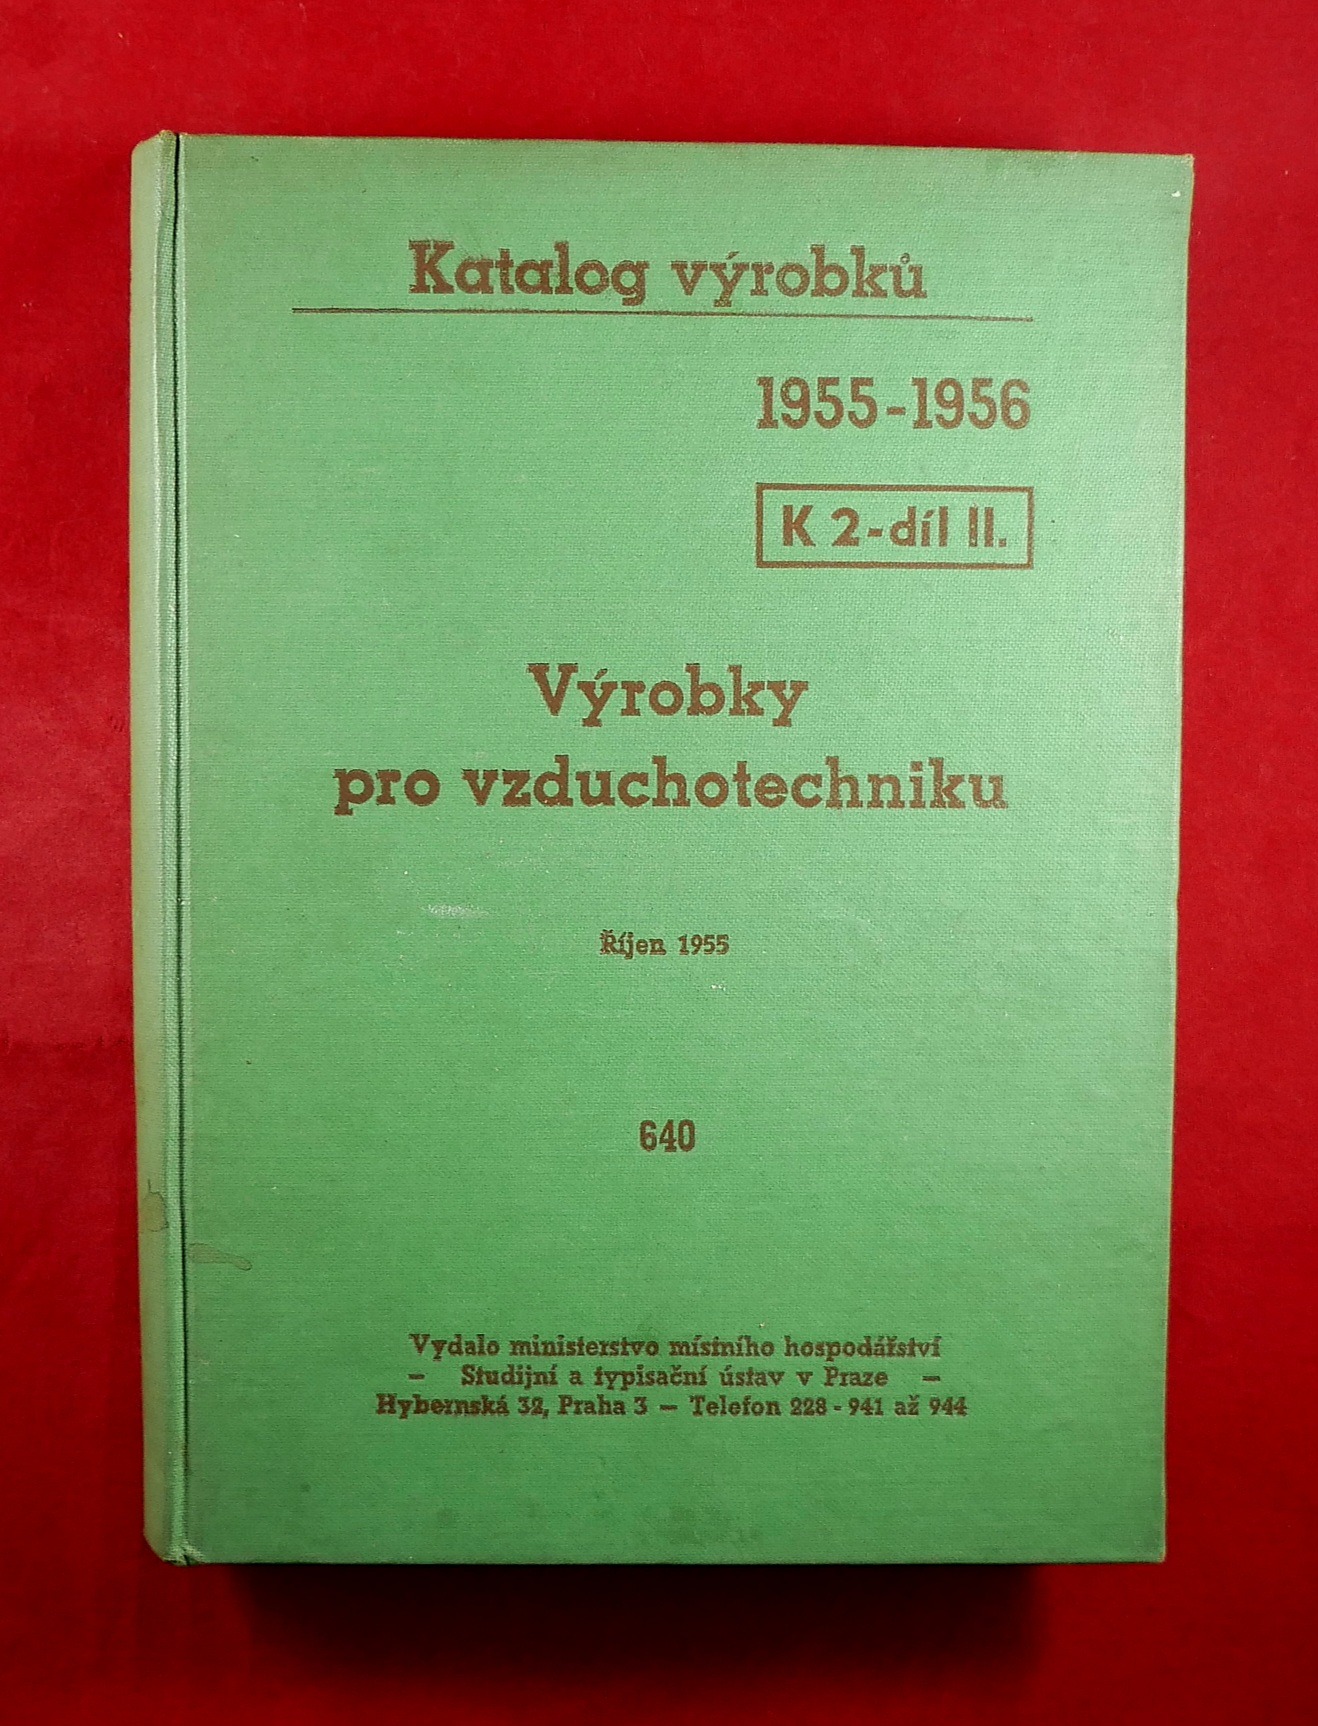 Katalog výrobků
1955-1956
K 2-díl II.
Výrobky
pro vzduchotechniku
Říjen 1955
640
Vydalo ministerstvo místního hospodářství
— Studijní a typisační ústav v Praze —
Hybernská 32, Praha 3 — Telefon 228 - 941 až 944